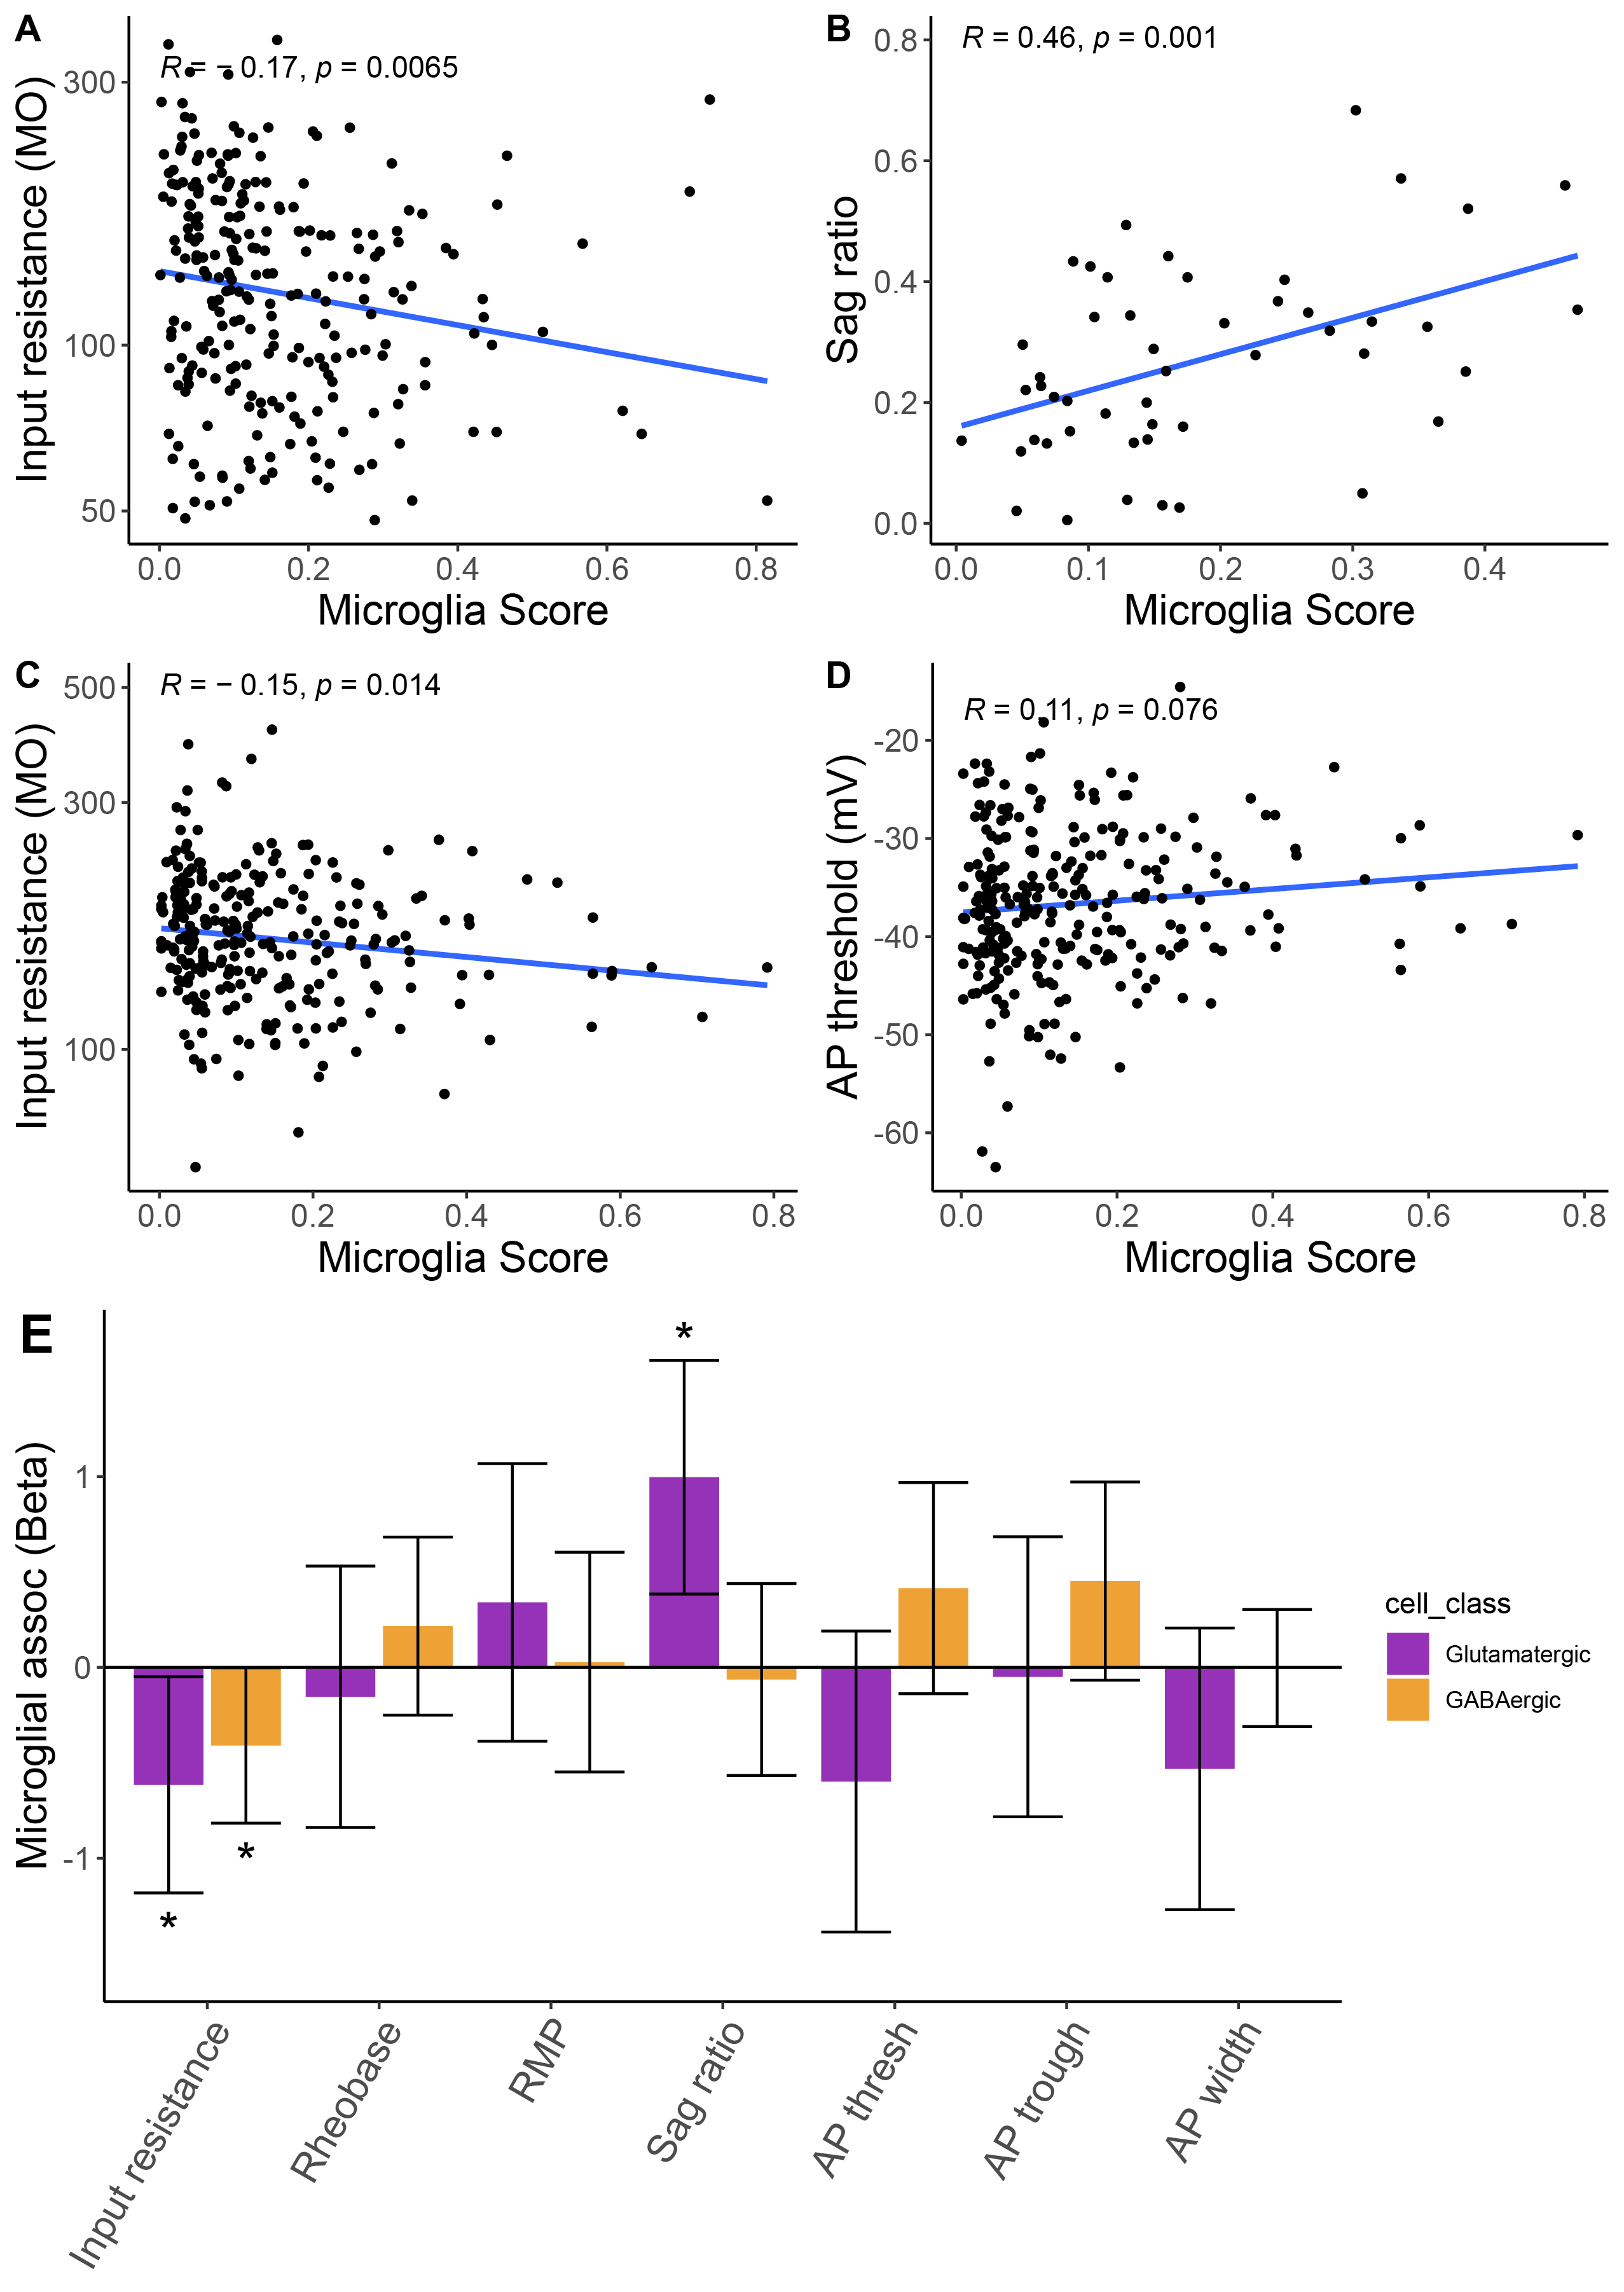 A
R = − 0.17, p = 0.0065
Input resistance (MO)
300
100
50
0.0 0.2 0.4 0.6 0.8
Microglia Score
B
R = 0.46, p = 0.001
Sag ratio
0.8
0.6
0.4
0.2
0.0
0.0 0.1 0.2 0.3 0.4
Microglia Score
C
R = − 0.15, p = 0.014
Input resistance (MO)
500
300
100
0.0 0.2 0.4 0.6 0.8
Microglia Score
D
R = 0.11, p = 0.076
AP threshold (mV)
-20
-30
-40
-50
-60
0.0 0.2 0.4 0.6 0.8
Microglia Score
E
Microglial assoc (Beta)
1
0
-1
*
*
*
Input resistance
Rheobase
RMP
Sag ratio
AP thresh
AP trough
AP width
cell_class
Glutamatergic
GABAergic